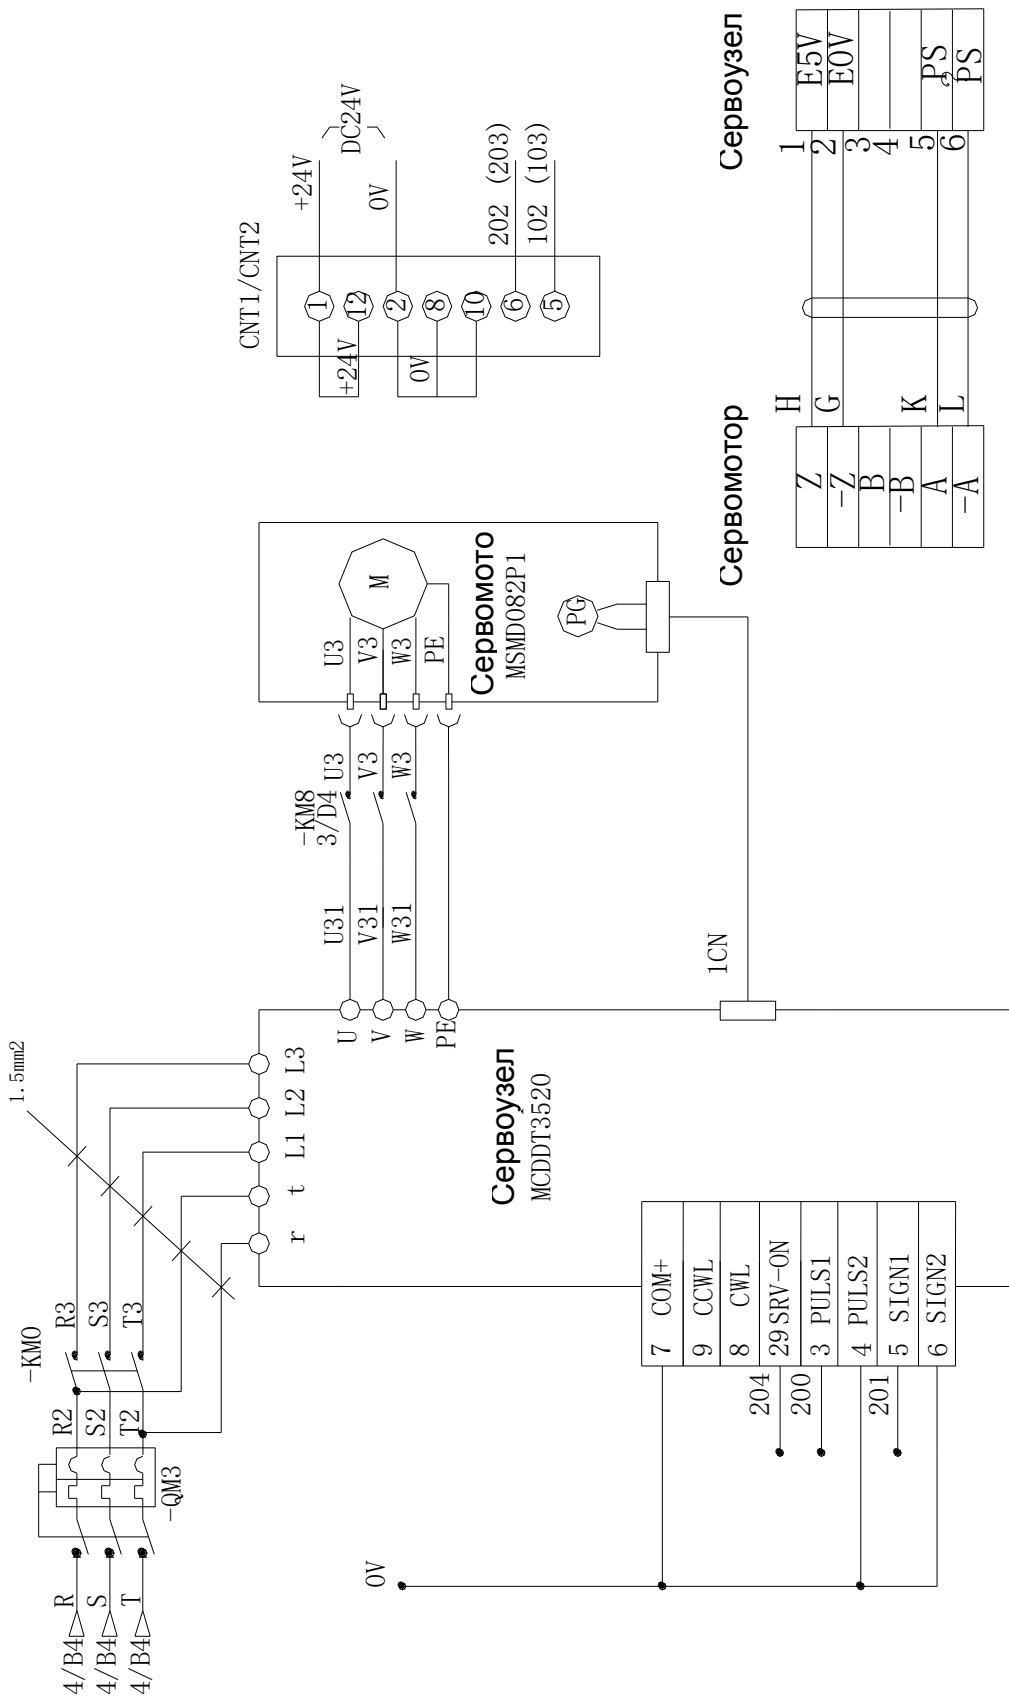 4/B4
4/B4
4/B4
R
S
T
-QM3
R2
S2
T2
-KM0
R3
S3
T3
1.5mm2
r
t
L1
L2
L3
Сервоузел
MCDDT3520
U
V
W
PE
U31
V31
W31
-KM8
3/D4
U3
V3
W3
U3
V3
W3
PE
M
Сервомото
MSMD082P1
PG
1CN
0V
7 COM+
9 CCWL
8 CWL
204
29 SRV-ON
200
3 PULS1
4 PULS2
201
5 SIGN1
6 SIGN2
CNT1/CNT2
+24V
0V
1
12
2
8
10
6
5
+24V
0V
DC24V
202 (203)
102 (103)
Сервомотор
Z
-Z
B
-B
A
-A
H
G
K
L
Сервоузел
1
2
3
4
5
6
E5V
E0V
PS
PS